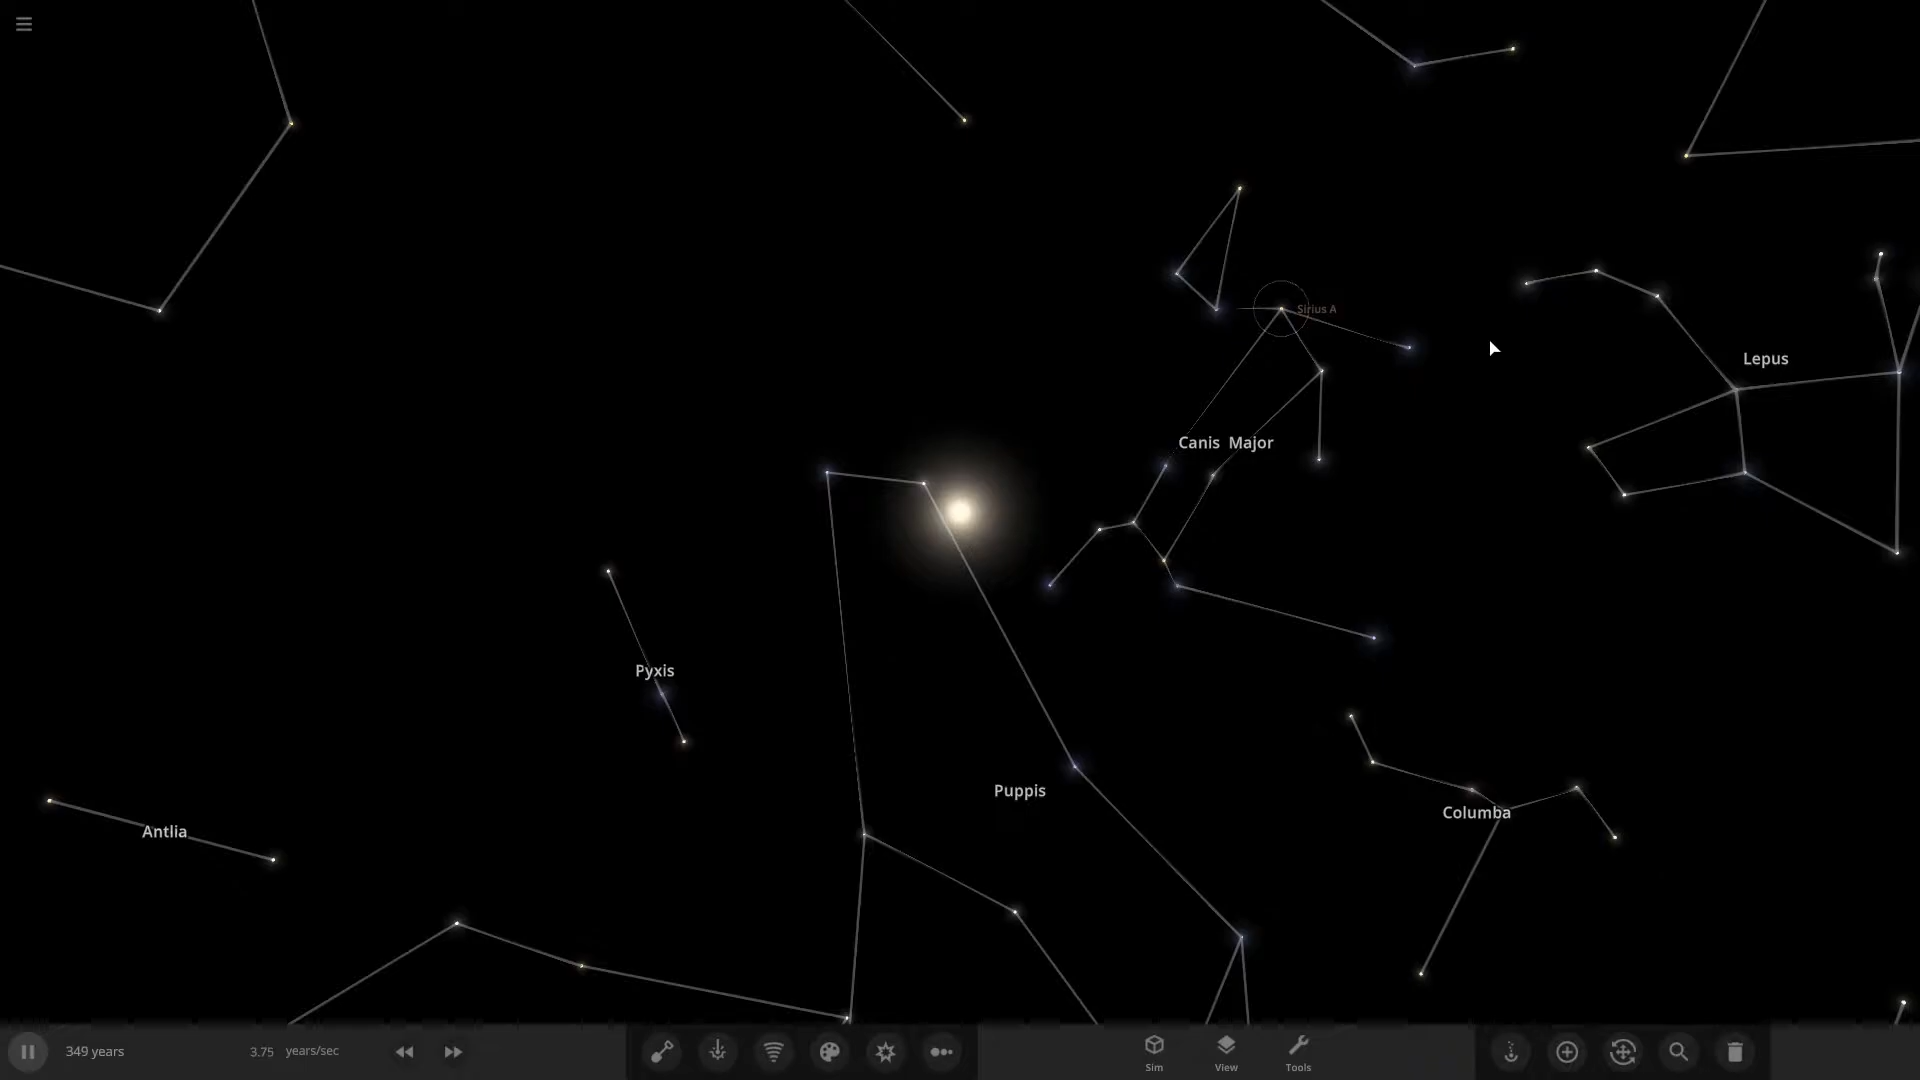 Sirius A
Lepus
Canis Major
Pyxis
Puppis
Columba
Antlia
349 years
3.75 years/sec
Sim
View
Tools